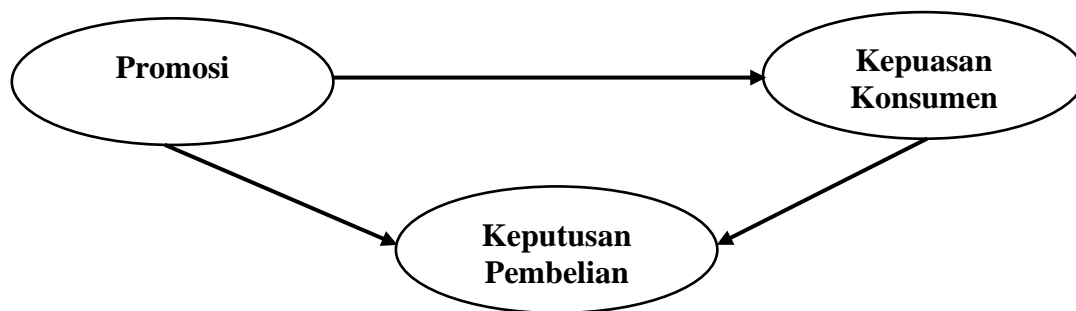 Promosi
Kepuasan
Konsumen
Keputusan
Pembelian